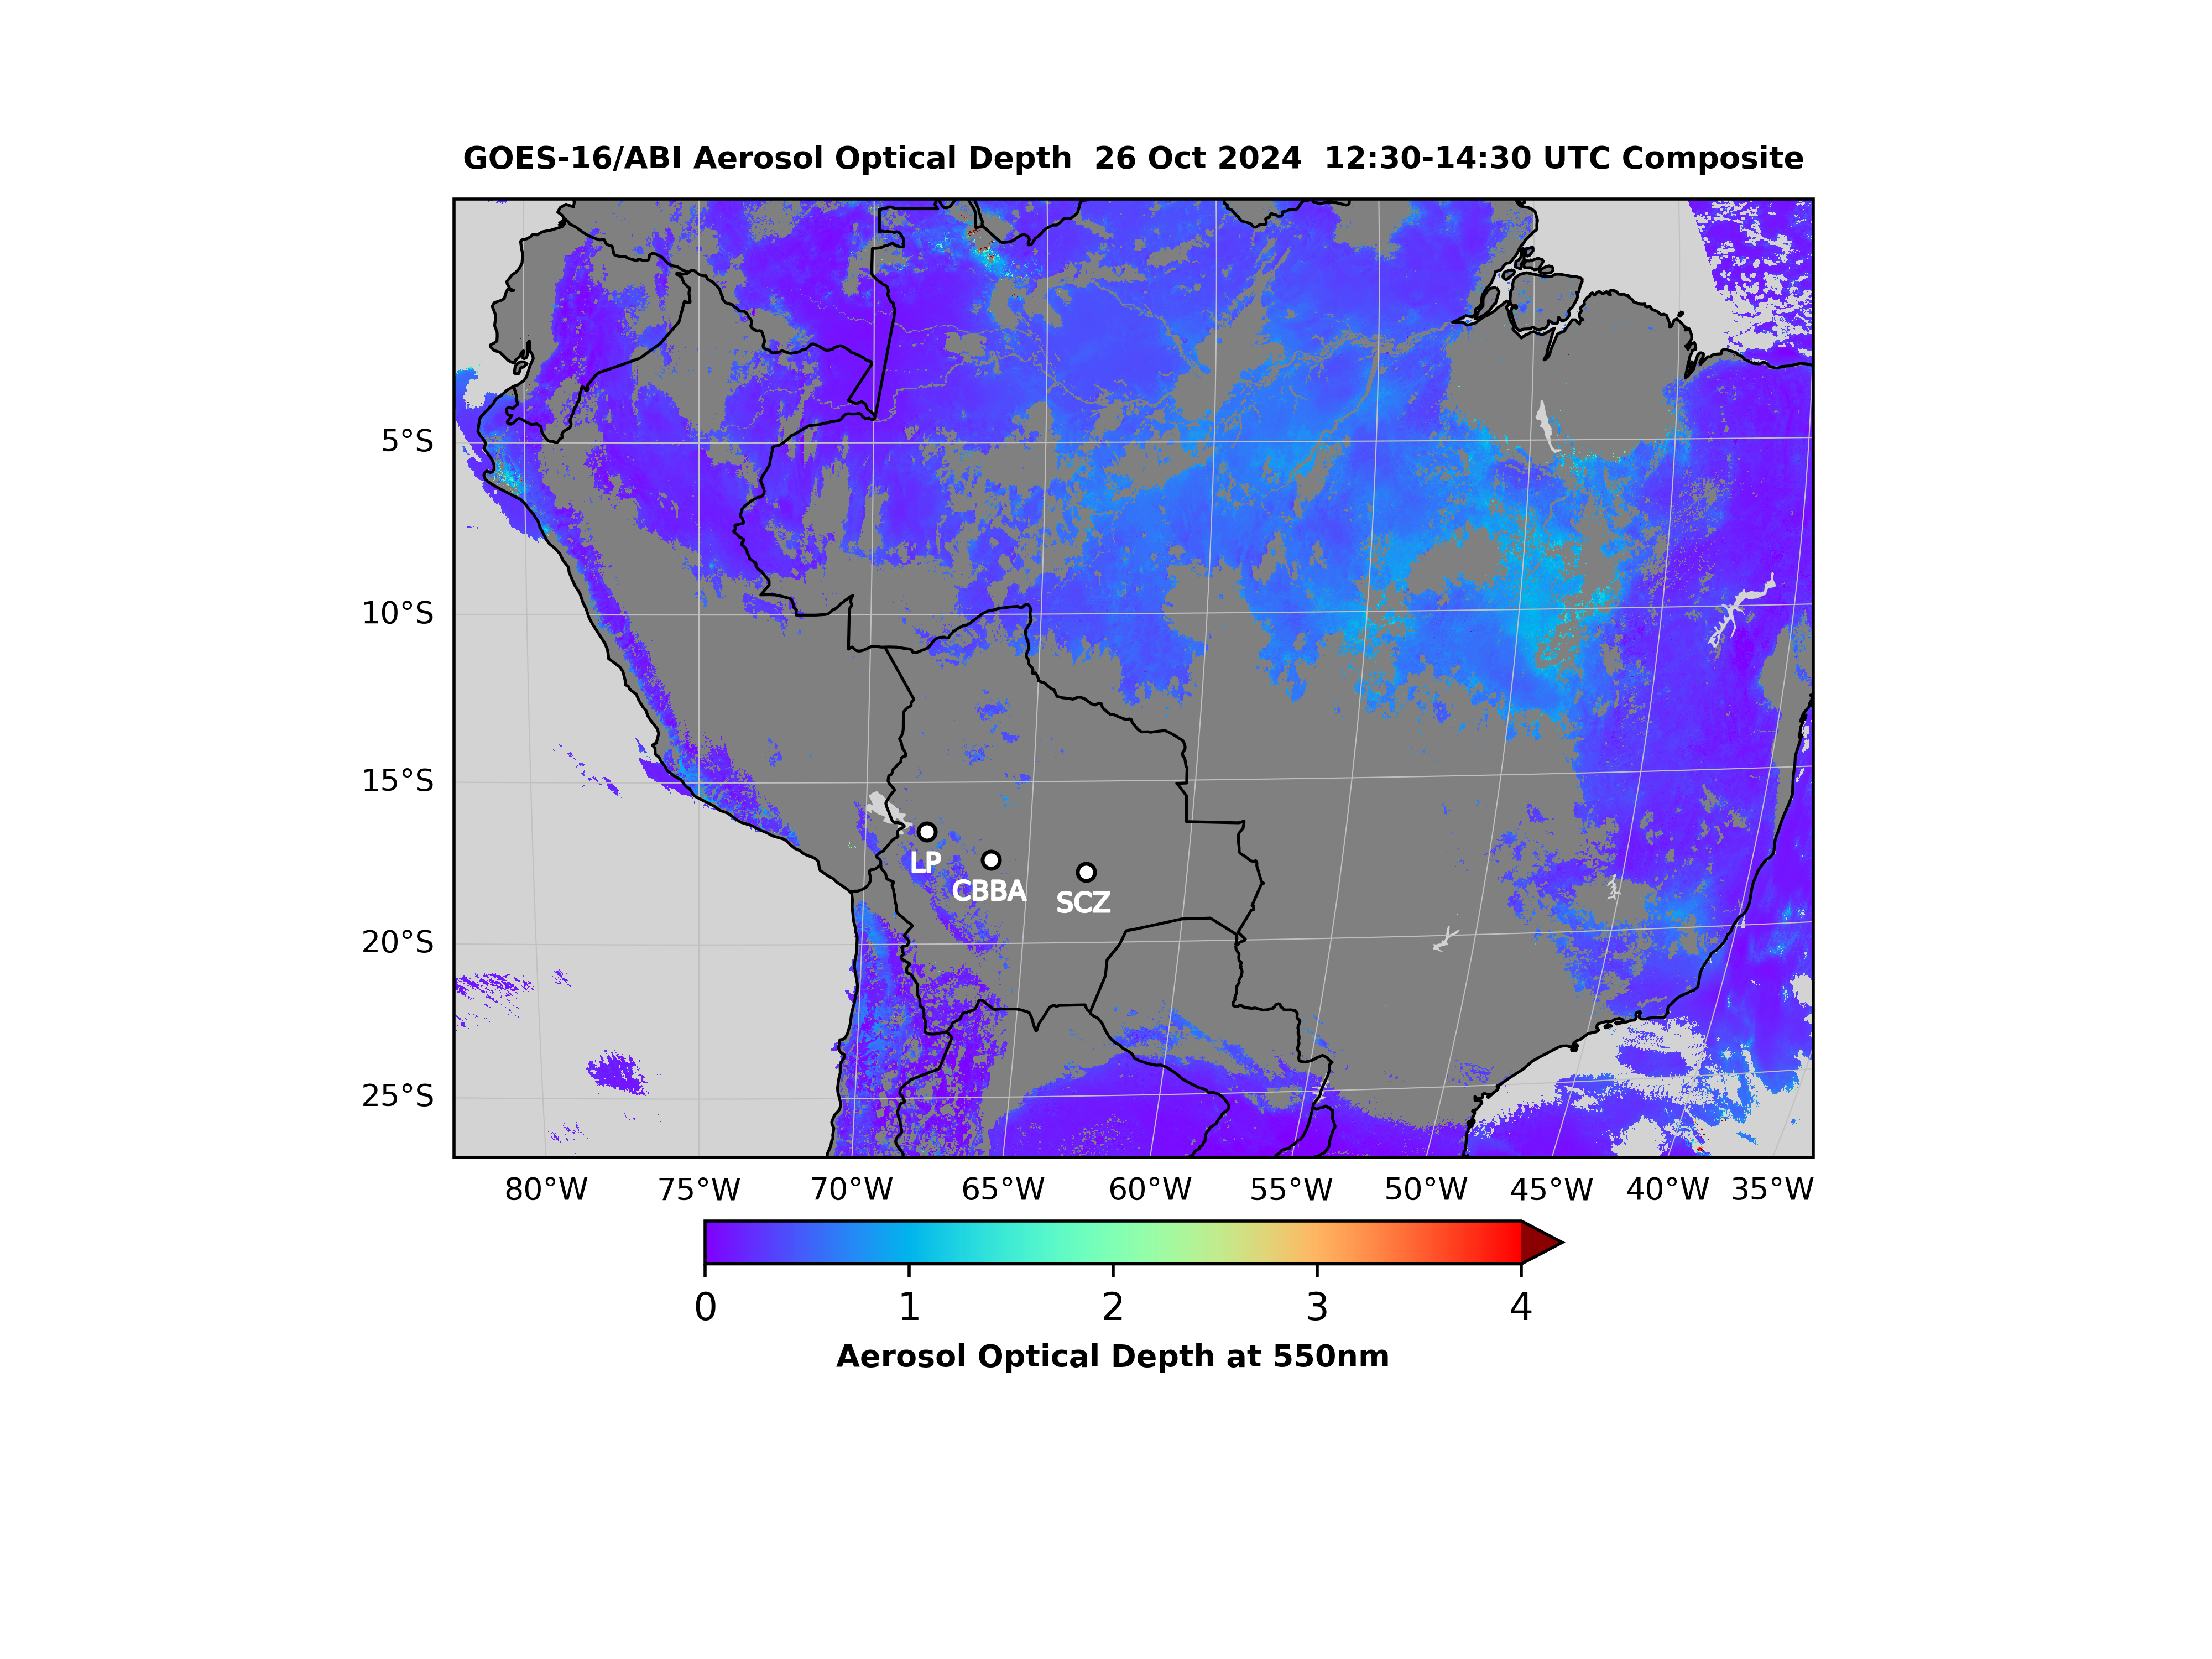 GOES-16/ABI Aerosol Optical Depth  26 Oct 2024  12:30-14:30 UTC Composite
5°S
10°S
15°S
LP
CBBA
SCZ
20°S
25°S
80°W 75°W 70°W 65°W 60°W 55°W 50°W 45°W 40°W 35°W
0 1 2 3 4
Aerosol Optical Depth at 550nm